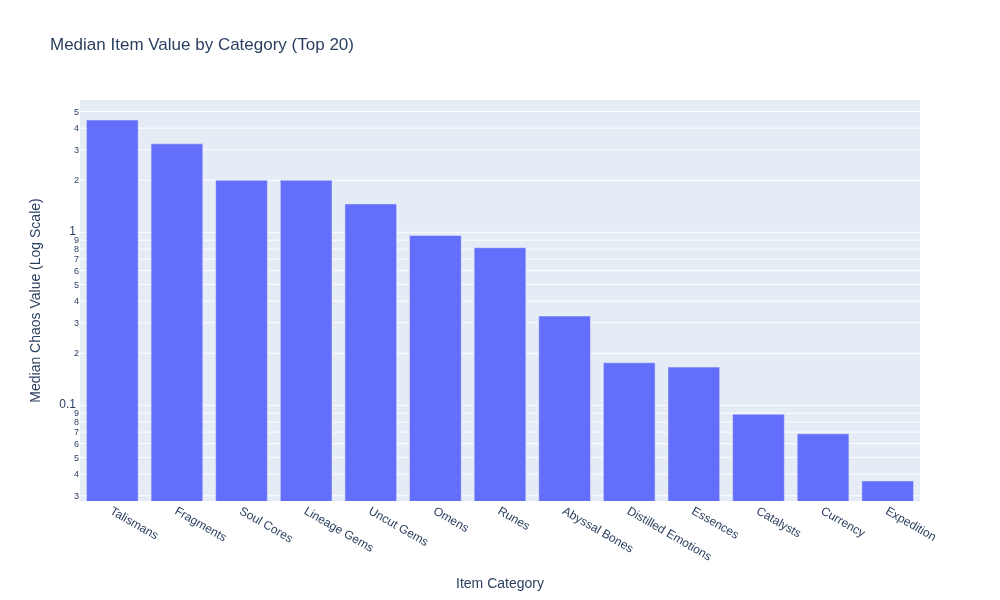 Median Item Value by Category (Top 20)
Median Chaos Value (Log Scale)
5
4
3
2
1
9
8
7
6
5
4
3
2
0.1
9
8
7
6
5
4
3
Talismans
Fragments
Soul Cores
Lineage Gems
Uncut Gems
Omens
Runes
Abyssal Bones
Distilled Emotions
Essences
Catalysts
Currency
Expedition
Item Category